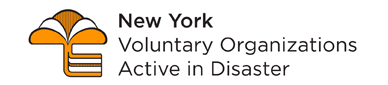 New York
Voluntary Organizations
Active in Disaster